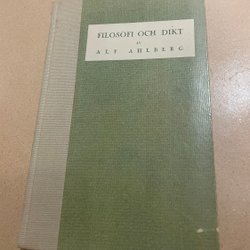 FILOSOFI OCH DIKT
AV
ALF AHLBERG